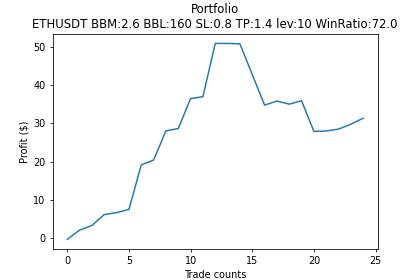 Portfolio
ETHUSDT BBM:2.6 BBL:160 SL:0.8 TP:1.4 lev:10 WinRatio:72.0
50
40
30
20
10
0
Profit ($)
0 5 10 15 20 25
Trade counts